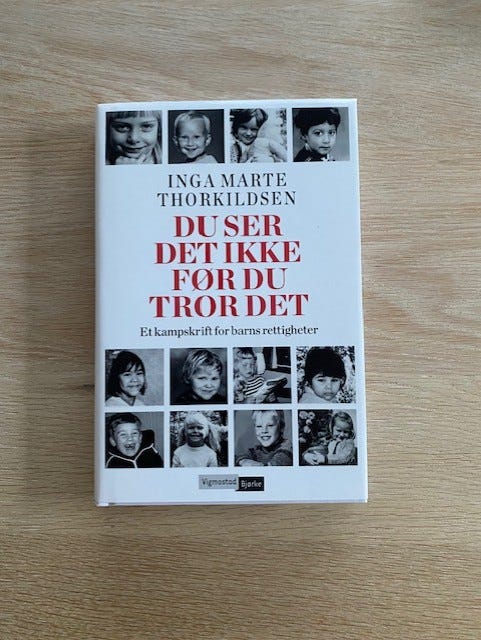 INGA MARTE
THORKILDSEN
DU SER
DET IKKE
FØR DU
TROR DET
Et kampskrift for barns rettigheter
Vigmostad Bjørke